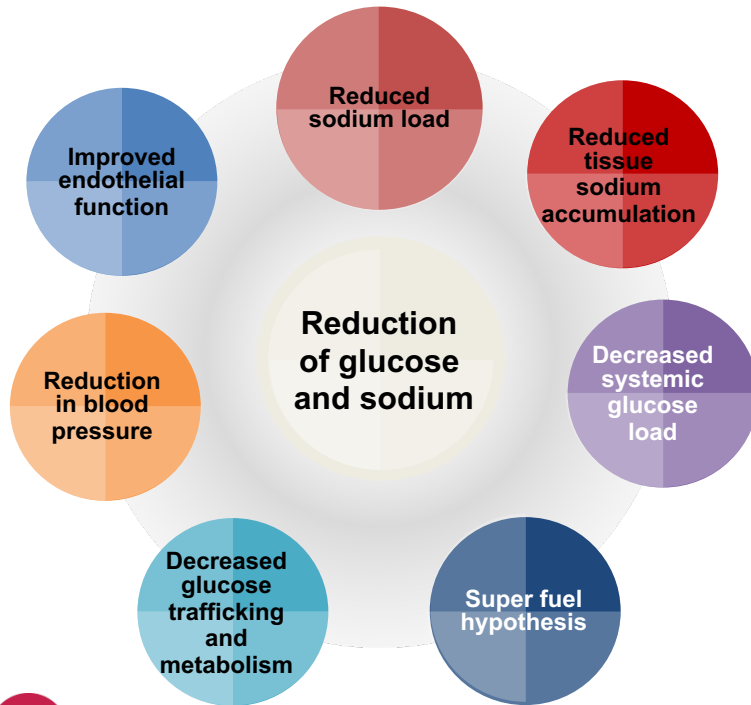 Reduced
sodium load
Reduced
tissue
sodium
accumulation
Decreased
systemic
glucose
load
Super fuel
hypothesis
Decreased
glucose
trafficking
and
metabolism
Reduction
in blood
pressure
Improved
endothelial
function
Reduction
of glucose
and sodium